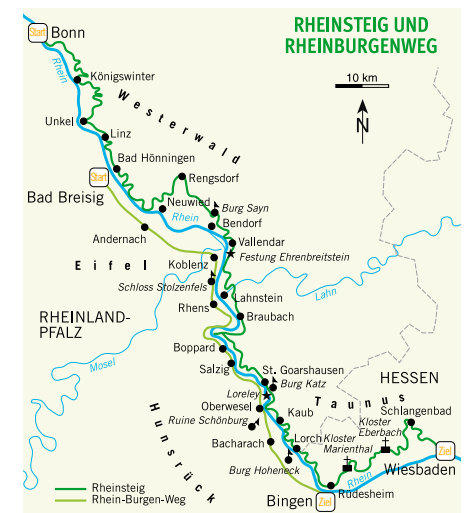 RHEINSTEIG UND
RHEINBURGENWEG
10 km
N
Start
Bonn
Rhein
Königswinter
Westerwald
Unkel
Linz
Bad Hönningen
Start
Rengsdorf
Bad Breisig
Neuwied
Burg Sayn
Rhein
Bendorf
Andernach
Vallendar
Festung Ehrenbreitstein
Eifel
Koblenz
Schloss Stolzenfels
Lahnstein
Lahn
Rhens
Braubach
RHEINLAND-
PFALZ
Boppard
Mosel
Salzig
St. Goarshausen
Burg Katz
HESSEN
Loreley
Taunus
Oberwesel
Kaub
Schlangenbad
Hunsrück
Ruine Schönburg
Kloster
Eberbach
Kloster
Marienthal
Bacharach
Lorch
Ziel
Burg Hoheneck
Wiesbaden
Rhein
Rüdesheim
Bingen
Ziel
Rheinsteig
Rhein-Burgen-Weg